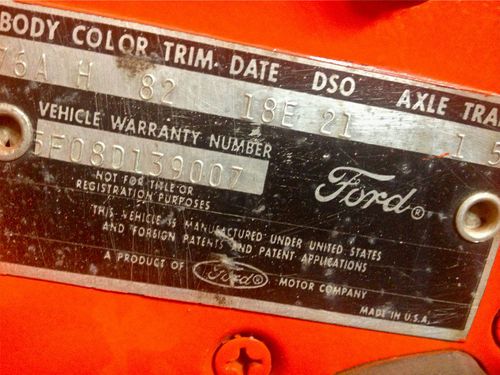 BODY COLOR TRIM DATE DSO AXLE TRA
76A H 82 18E 21 1 5
VEHICLE WARRANTY NUMBER
5F08D139007
NOT FOR TITLE OR
REGISTRATION PURPOSES
Ford®
THIS VEHICLE IS MANUFACTURED UNDER UNITED STATES
AND FOREIGN PATENTS AND PATENT APPLICATIONS
A PRODUCT OF Ford® MOTOR COMPANY
MADE IN U.S.A.